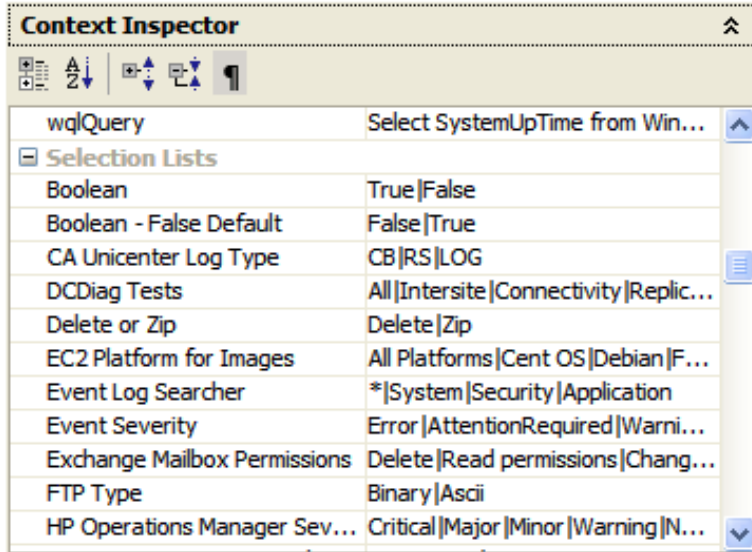 Context Inspector
wqlQuery Select SystemUpTime from Win...
Selection Lists
Boolean True|False
Boolean - False Default False|True
CA Unicenter Log Type CB|RS|LOG
DCDiag Tests All|Intersite|Connectivity|Replic...
Delete or Zip Delete|Zip
EC2 Platform for Images All Platforms|Cent OS|Debian|F...
Event Log Searcher *|System|Security|Application
Event Severity Error|AttentionRequired|Warni...
Exchange Mailbox Permissions Delete|Read permissions|Chang...
FTP Type Binary|Ascii
HP Operations Manager Sev... Critical|Major|Minor|Warning|N...